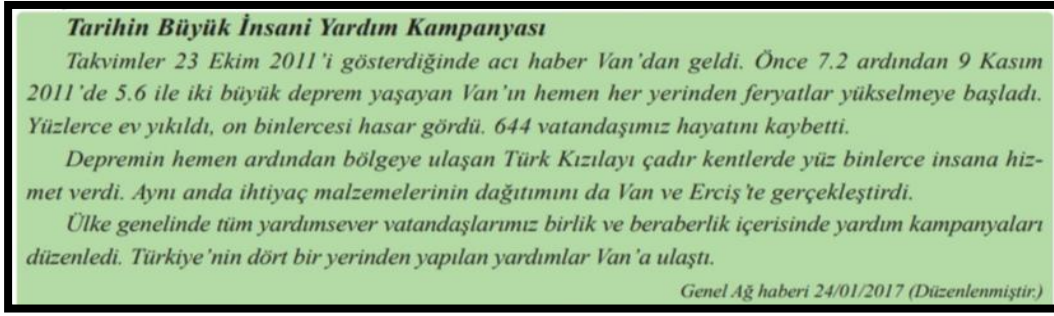 Tarihin Büyük İnsani Yardım Kampanyası
Takvimler 23 Ekim 2011'i gösterdiğinde acı haber Van'dan geldi. Önce 7.2 ardından 9 Kasım
2011'de 5.6 ile iki büyük deprem yaşayan Van'ın hemen her yerinden feryatlar yükselmeye başladı.
Yüzlerce ev yıkıldı, on binlercesi hasar gördü. 644 vatandaşımız hayatını kaybetti.
Depremin hemen ardından bölgeye ulaşan Türk Kızılayı çadır kentlerde yüz binlerce insana hiz-
met verdi. Aynı anda ihtiyaç malzemelerinin dağıtımını da Van ve Erciş'te gerçekleştirdi.
Ülke genelinde tüm yardımsever vatandaşlarımız birlik ve beraberlik içerisinde yardım kampanyaları
düzenledi. Türkiye'nin dört bir yerinden yapılan yardımlar Van'a ulaştı.
Genel Ağ haberi 24/01/2017 (Düzenlenmiştir.)